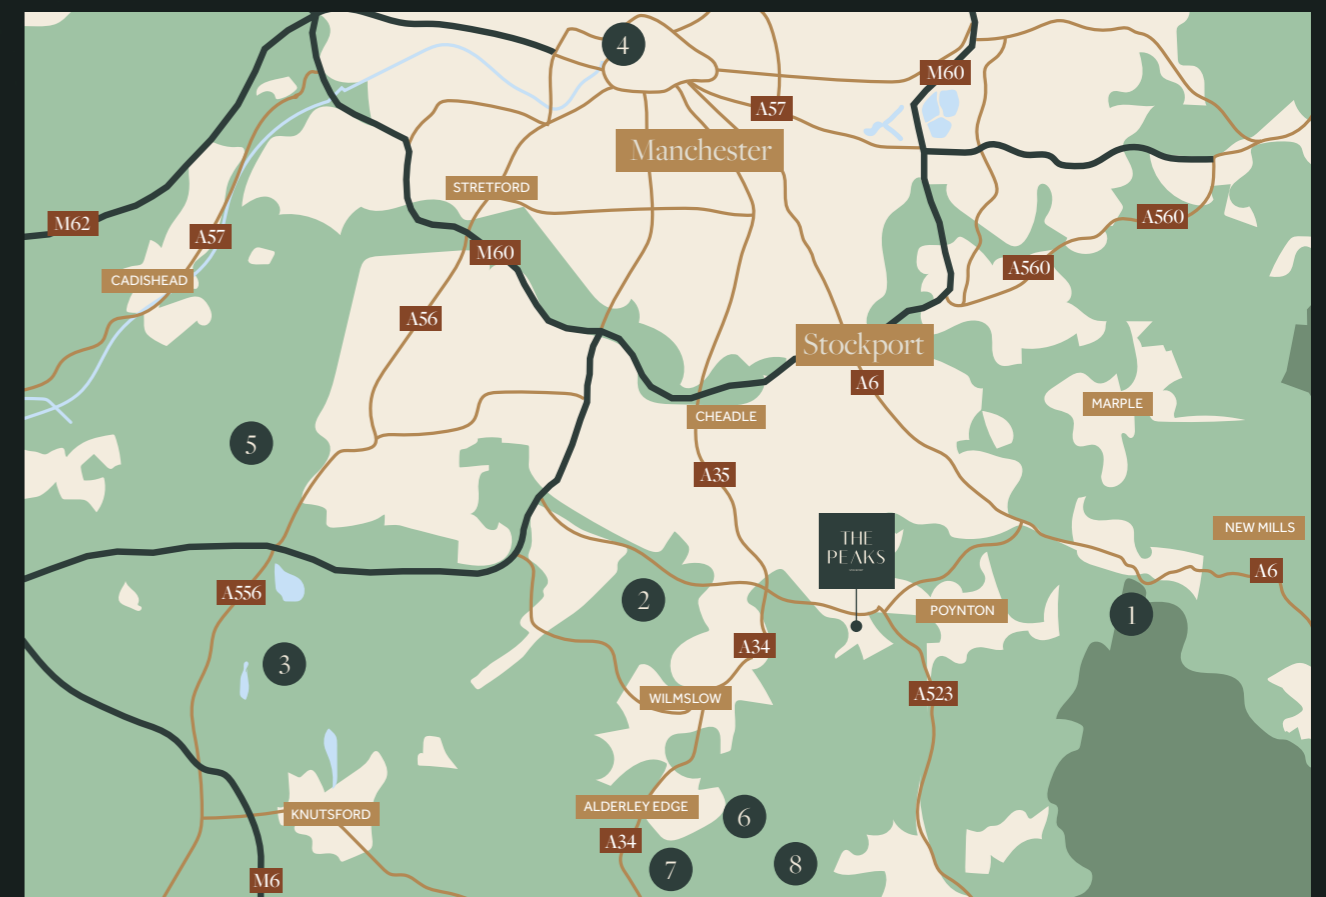 4
M60
A57
Manchester
STRETFORD
M62
A57
A560
M60
A560
CADISHEAD
A56
Stockport
A6
MARPLE
CHEADLE
5
A35
NEW MILLS
THE
PEAKS
A6
A556
2
POYNTON
1
A34
3
A523
WILMSLOW
ALDERLEY EDGE
KNUTSFORD
6
A34
7
8
M6